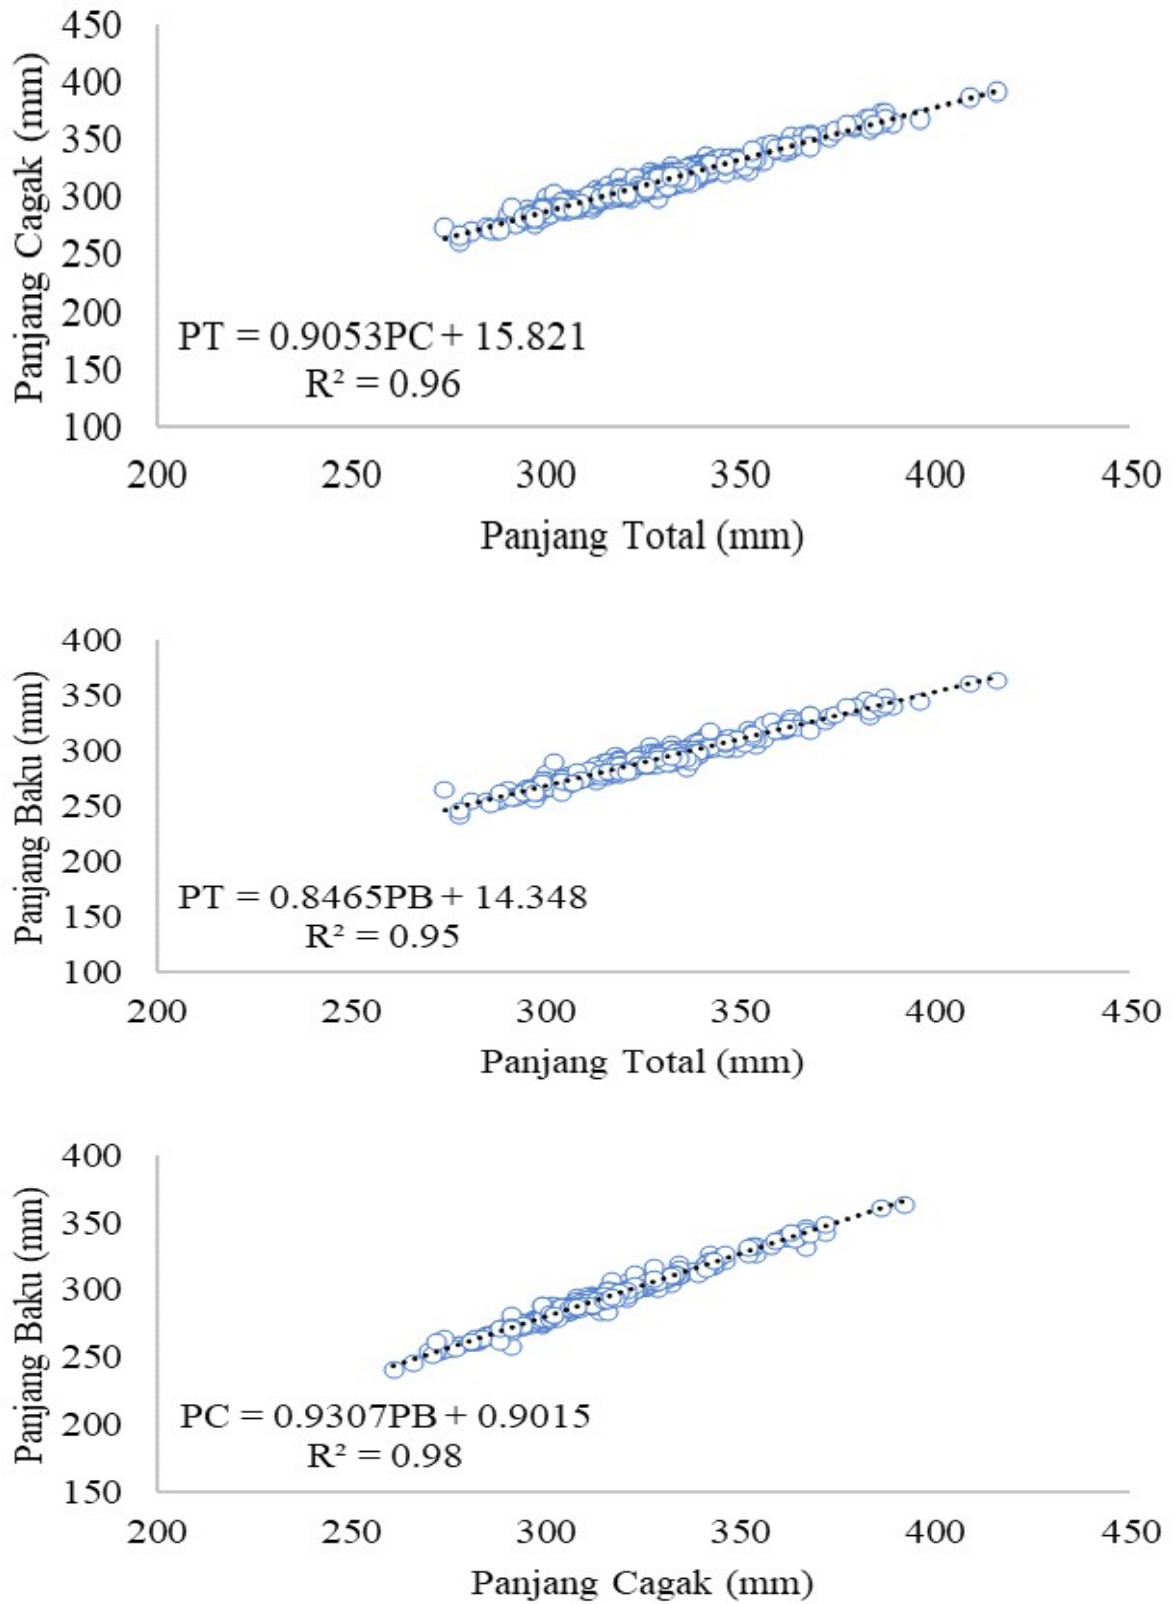 450
400
350
300
250
200
150
100
Panjang Cagak (mm)
PT = 0.9053PC + 15.821
R² = 0.96
200 250 300 350 400 450
Panjang Total (mm)
400
350
300
250
200
150
100
Panjang Baku (mm)
PT = 0.8465PB + 14.348
R² = 0.95
200 250 300 350 400 450
Panjang Total (mm)
400
350
300
250
200
150
Panjang Baku (mm)
PC = 0.9307PB + 0.9015
R² = 0.98
200 250 300 350 400 450
Panjang Cagak (mm)